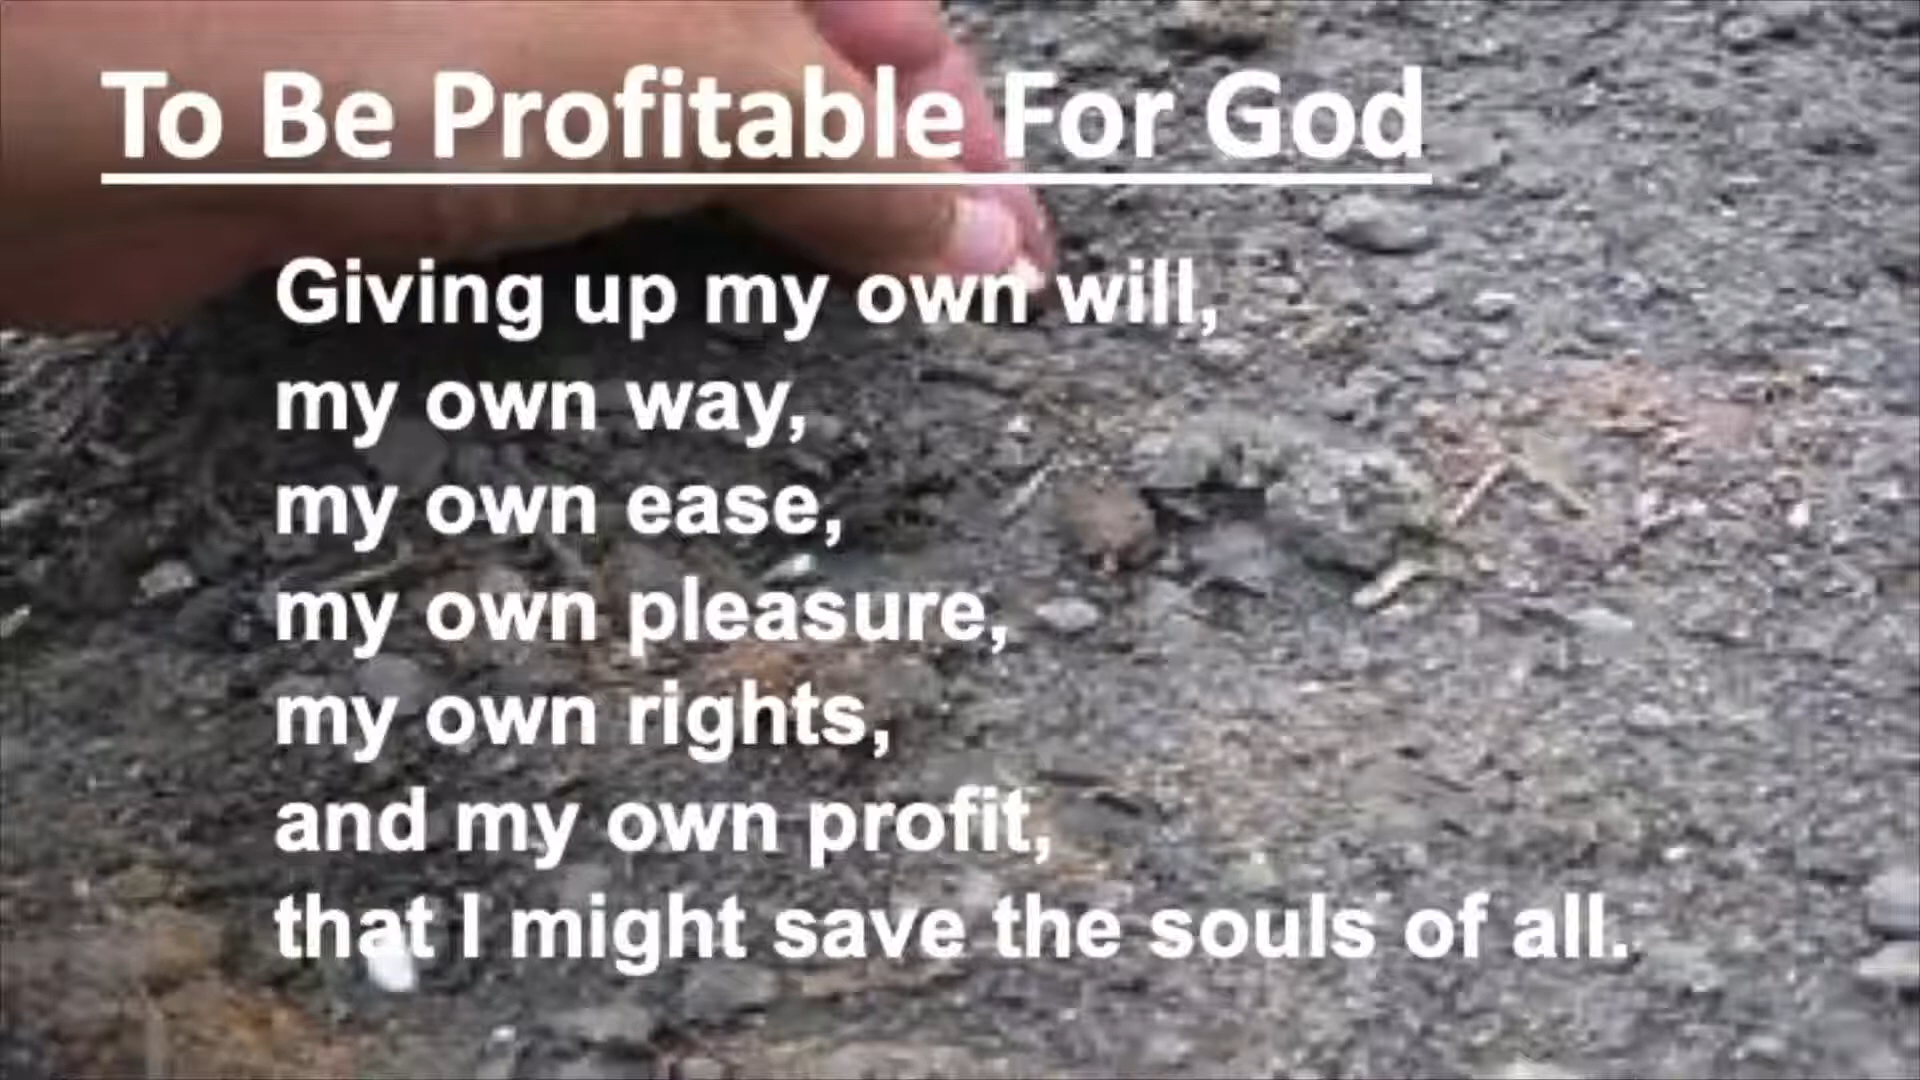 To Be Profitable For God
Giving up my own will,
my own way,
my own ease,
my own pleasure,
my own rights,
and my own profit,
that I might save the souls of all.